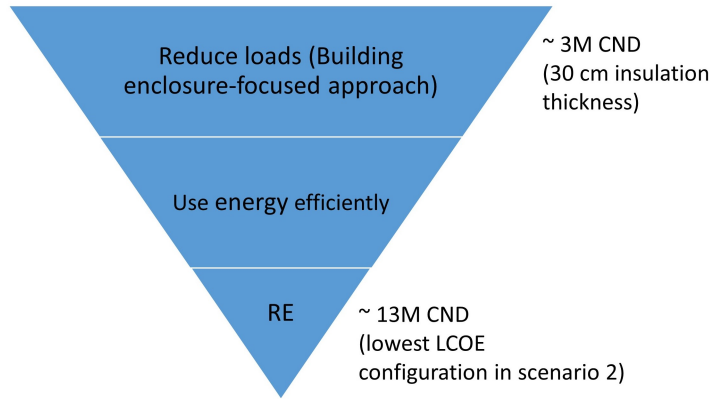 Reduce loads (Building
enclosure-focused approach)
~ 3M CND
(30 cm insulation
thickness)
Use energy efficiently
RE
~ 13M CND
(lowest LCOE
configuration in scenario 2)